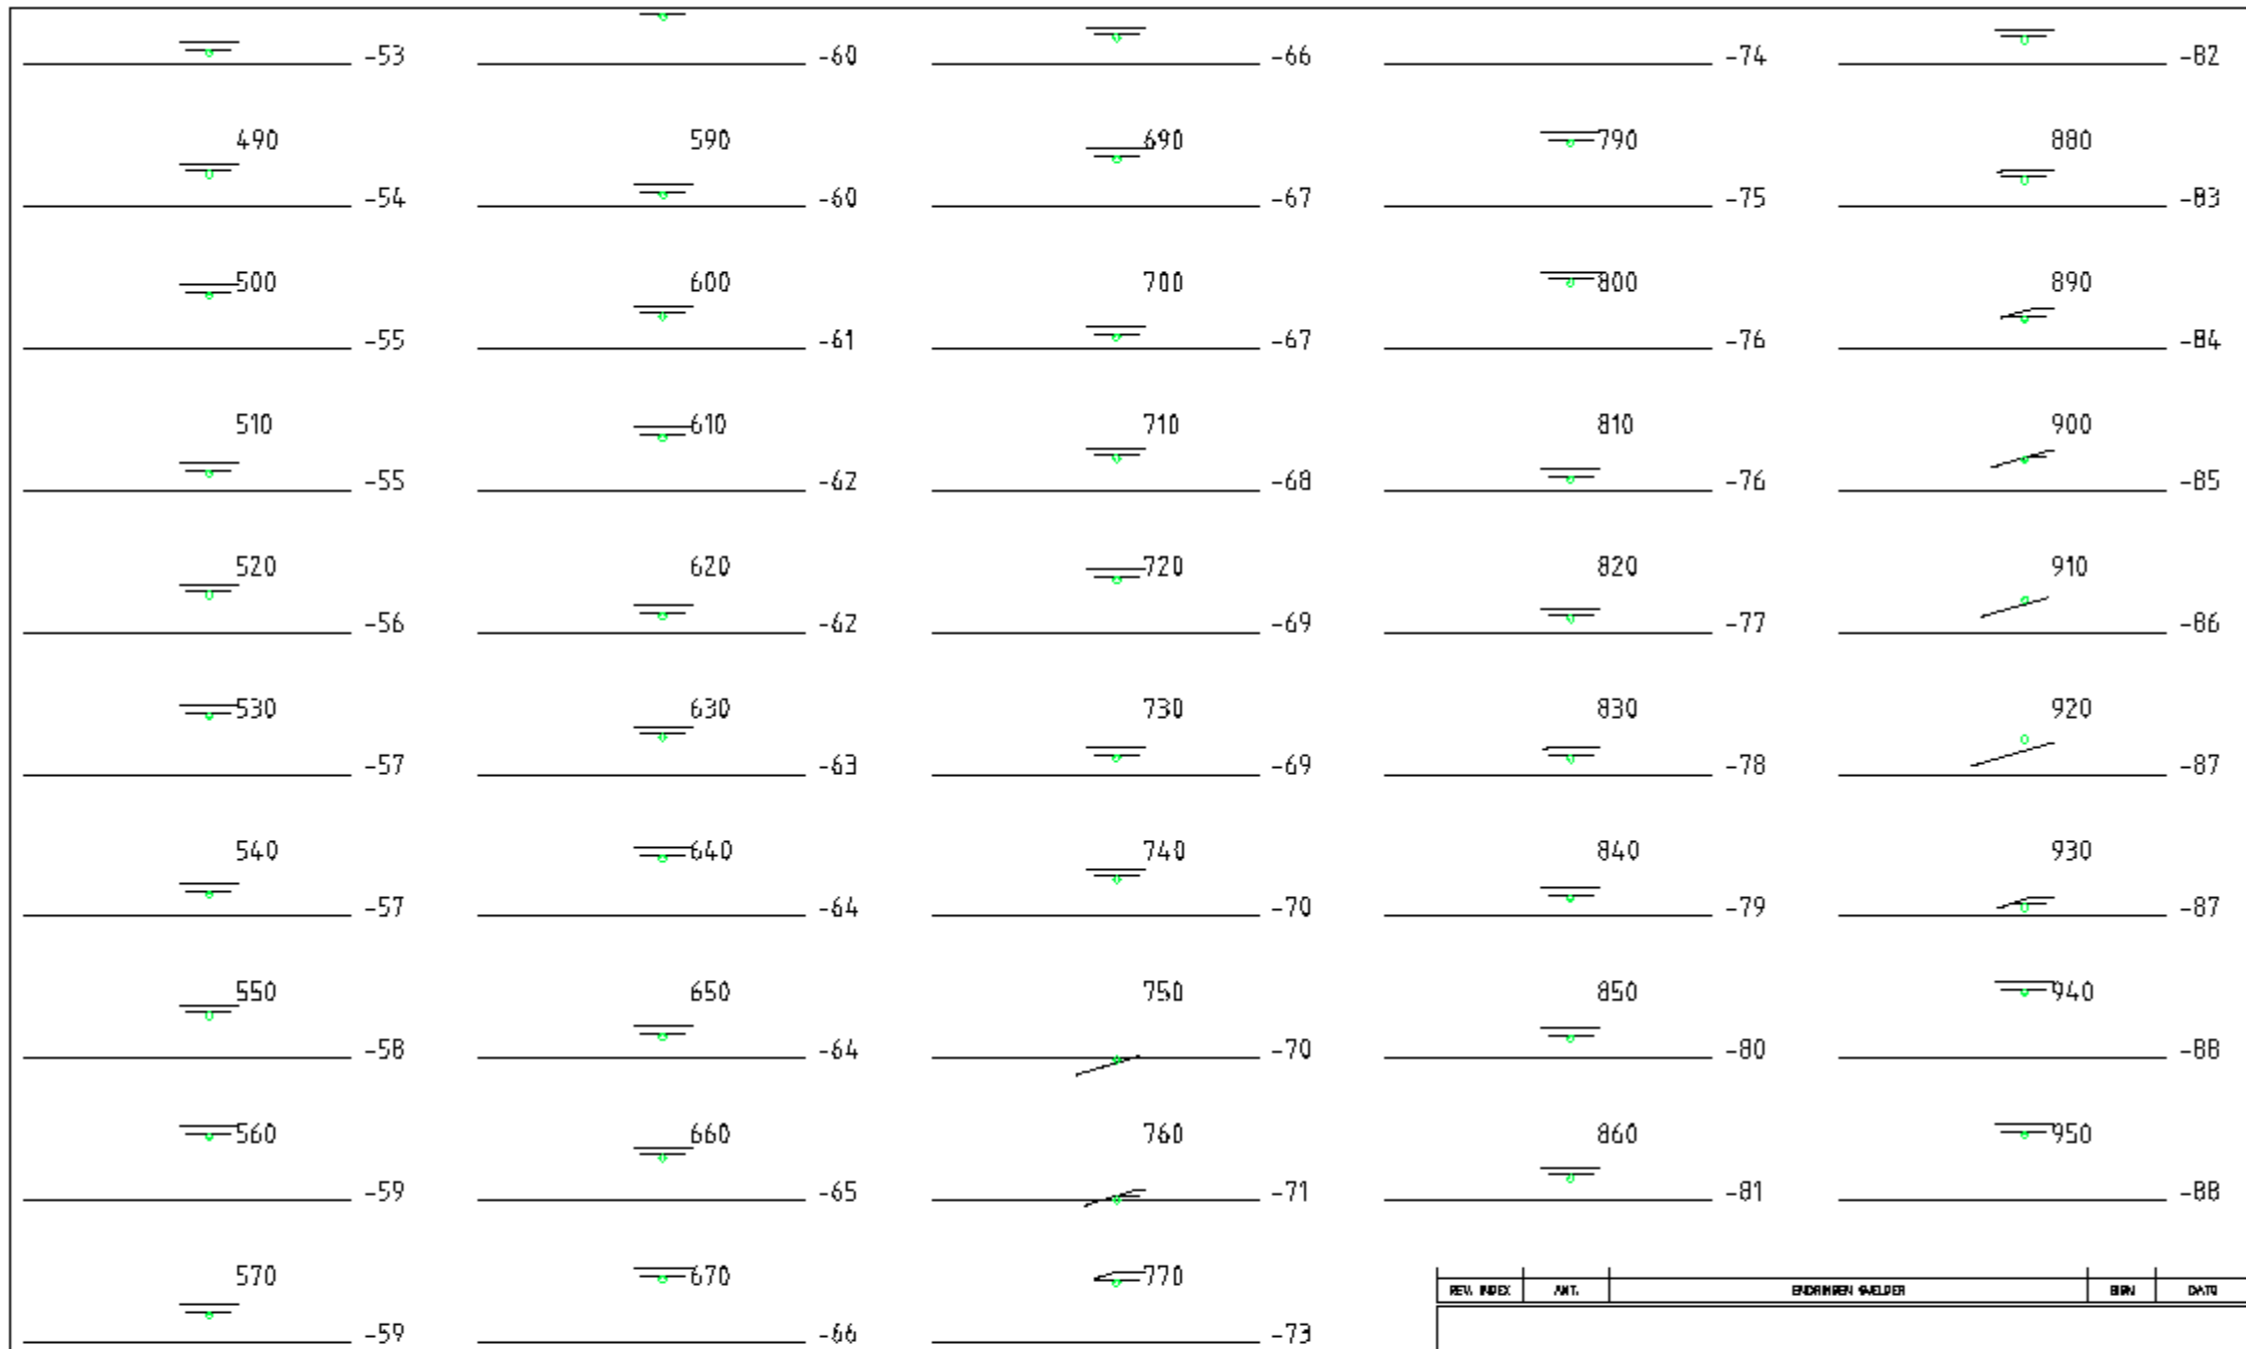 -53 -60 -66 -74 -82
490 590 690 790 880
-54 -60 -67 -75 -83
500 600 700 800 890
-55 -61 -67 -76 -84
510 610 710 810 900
-55 -62 -68 -76 -85
520 620 720 820 910
-56 -62 -69 -77 -86
530 630 730 830 920
-57 -63 -69 -78 -87
540 640 740 840 930
-57 -64 -70 -79 -87
550 650 750 850 940
-58 -64 -70 -80 -88
560 660 760 860 950
-59 -65 -71 -81 -88
570 670 770
-59 -66 -73
REV. INDEX ANT. ENDRINGEN GJELDER SIGN DATO